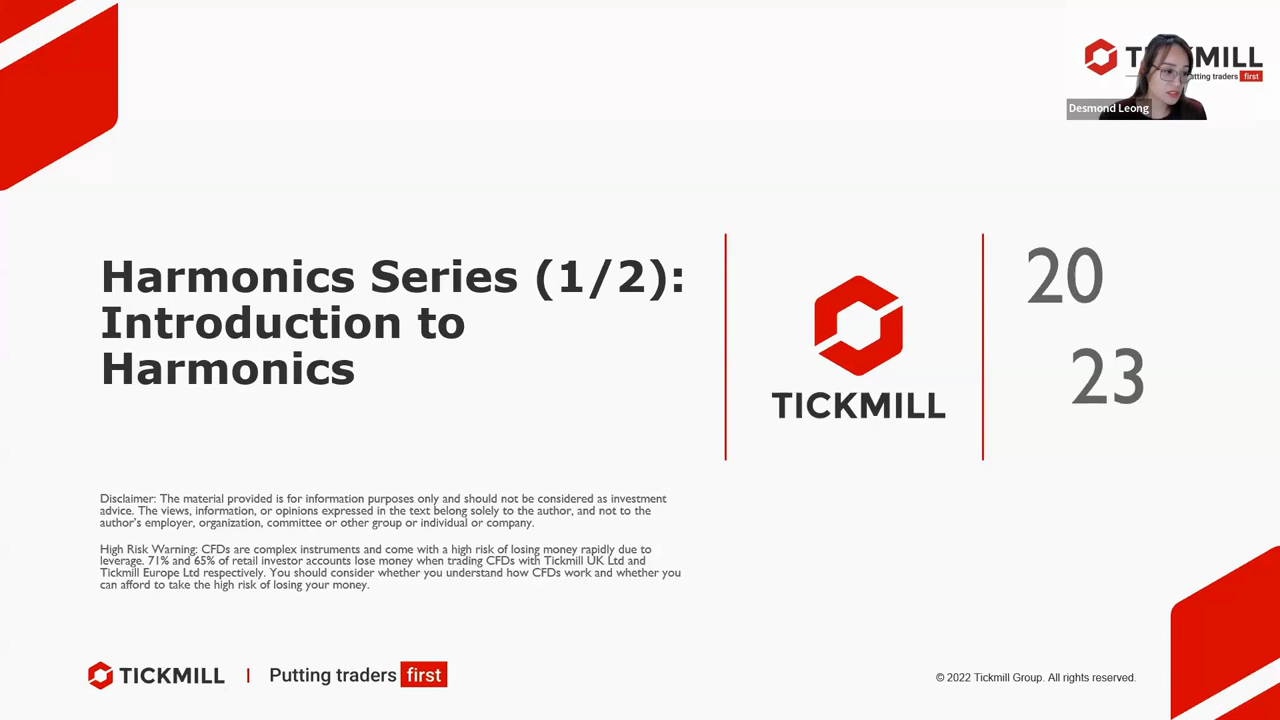 TICKMILL
Putting traders first
Desmond Leong
Harmonics Series (1/2):
Introduction to
Harmonics
TICKMILL
20
23
Disclaimer: The material provided is for information purposes only and should not be considered as investment
advice. The views, information, or opinions expressed in the text belong solely to the author, and not to the
author's employer, organization, committee or other group or individual or company.
High Risk Warning: CFDs are complex instruments and come with a high risk of losing money rapidly due to
leverage. 71% and 65% of retail investor accounts lose money when trading CFDs with Tickmill UK Ltd and
Tickmill Europe Ltd respectively. You should consider whether you understand how CFDs work and whether you
can afford to take the high risk of losing your money.
TICKMILL | Putting traders first
© 2022 Tickmill Group. All rights reserved.